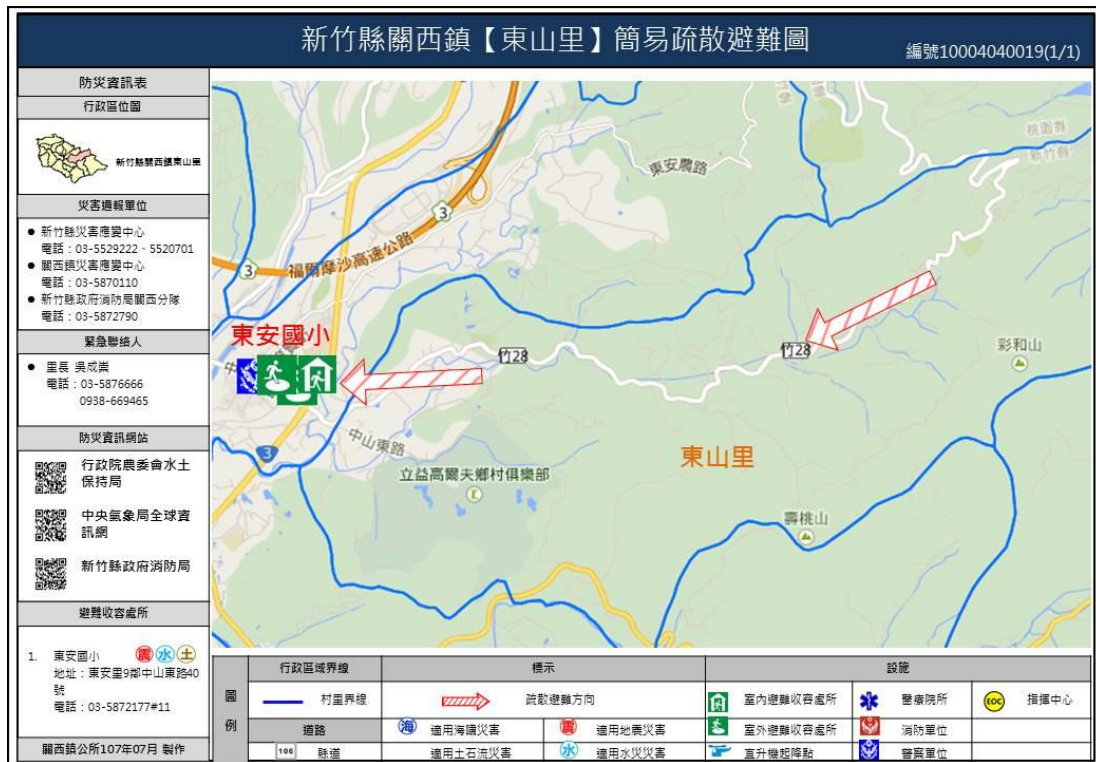 新竹縣關西鎮【東山里】簡易疏散避難圖
編號10004040019(1/1)
防災資訊表
行政區位圖
新竹縣關西鎮東山里
災害通報單位
● 新竹縣災害應變中心
電話：03-5529222、5520701
● 關西鎮災害應變中心
電話：03-5870110
● 新竹縣政府消防局關西分隊
電話：03-5872790
緊急聯絡人
● 里長 吳成崇
電話：03-5876666
0938-669465
防災資訊網站
行政院農委會水土
保持局
中央氣象局全球資
訊網
新竹縣政府消防局
避難收容處所
1. 東安國小 震 水 土
地址：東安里9鄰中山東路40
號
電話：03-5872177#11
關西鎮公所107年07月 製作
桃園縣
新竹縣
東安農路
3
3
福爾摩沙高速公路
東安國小
竹28
竹28
彩和山
中山東路
3
東山里
立益高爾夫鄉村俱樂部
壽桃山
圖
例
行政區域界線
標示
設施
村里界線
疏散避難方向
室內避難收容處所
醫療院所
EOC 指揮中心
道路
海 適用海嘯災害
震 適用地震災害
室外避難收容處所
消防單位
106 縣道
適用土石流災害
水 適用水災災害
直升機起降點
警察單位